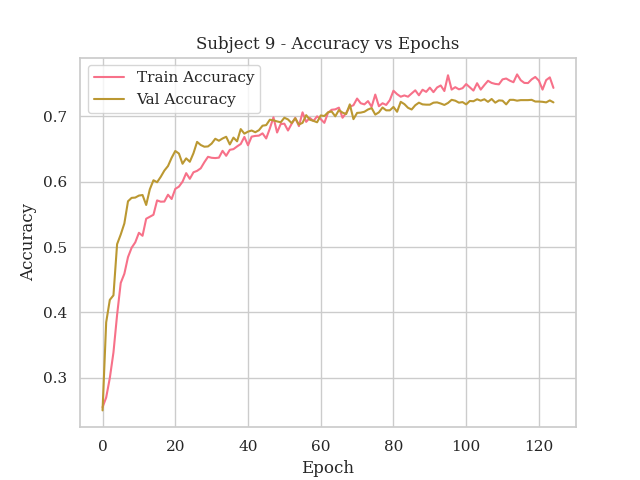 Subject 9 - Accuracy vs Epochs
Train Accuracy
Val Accuracy
Accuracy
0.7
0.6
0.5
0.4
0.3
0 20 40 60 80 100 120
Epoch